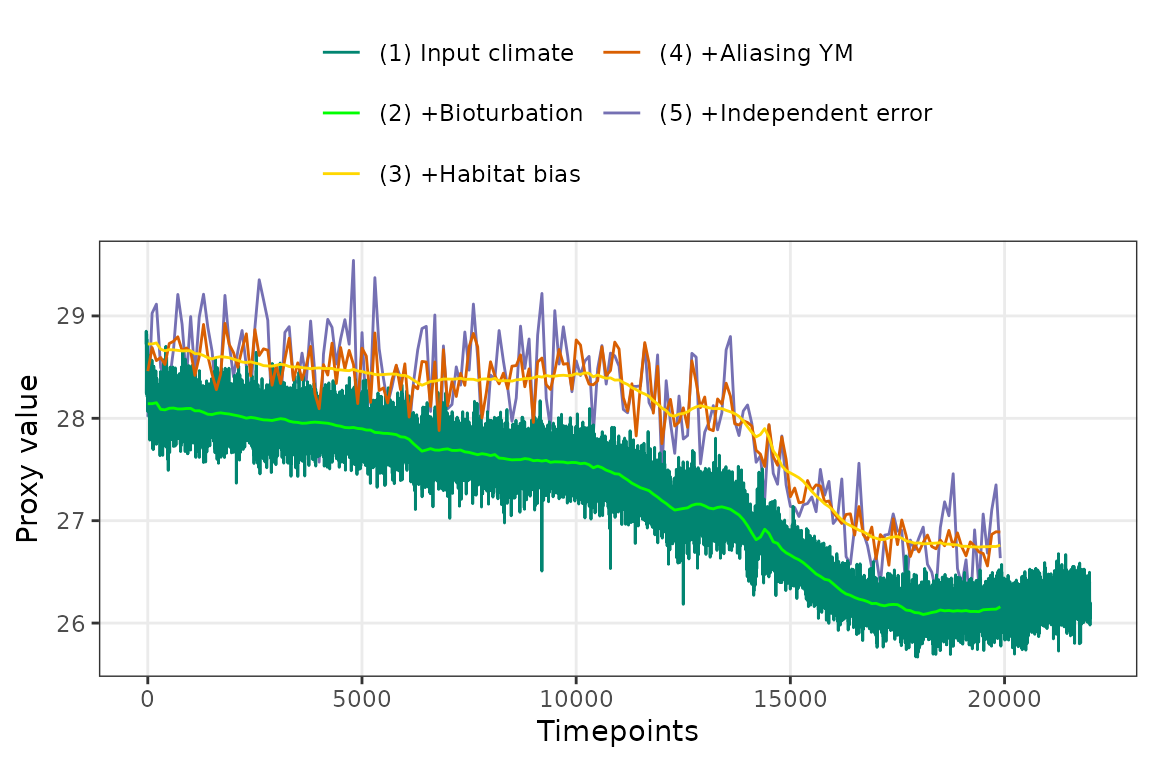 (1) Input climate (4) +Aliasing YM
(2) +Bioturbation (5) +Independent error
(3) +Habitat bias
Proxy value
29
28
27
26
0 5000 10000 15000 20000
Timepoints